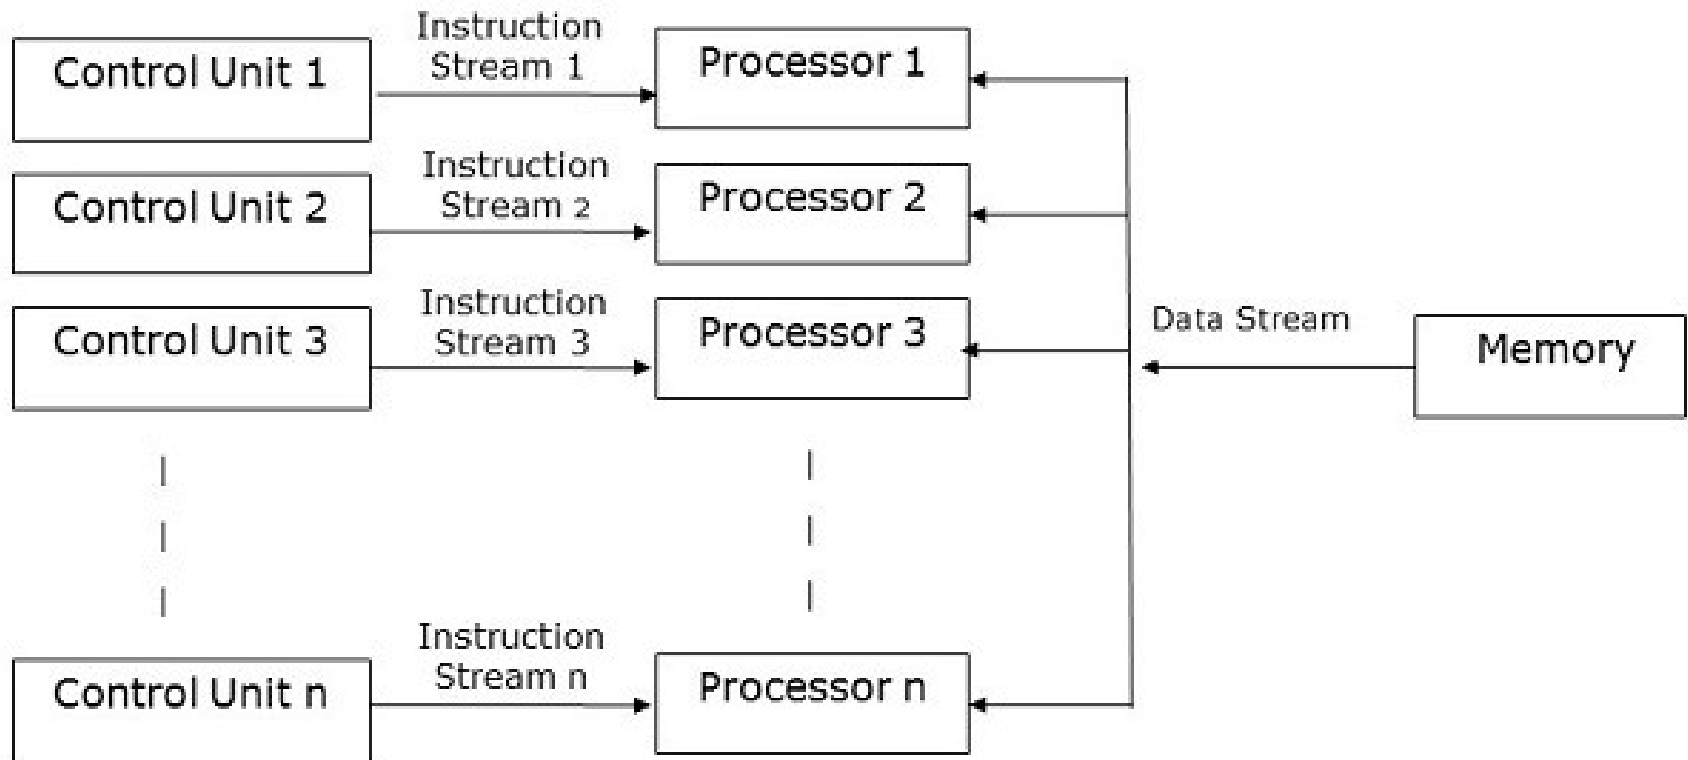 Control Unit 1
Instruction
Stream 1
Processor 1
Control Unit 2
Instruction
Stream 2
Processor 2
Control Unit 3
Instruction
Stream 3
Processor 3
Data Stream
Memory
Control Unit n
Instruction
Stream n
Processor n